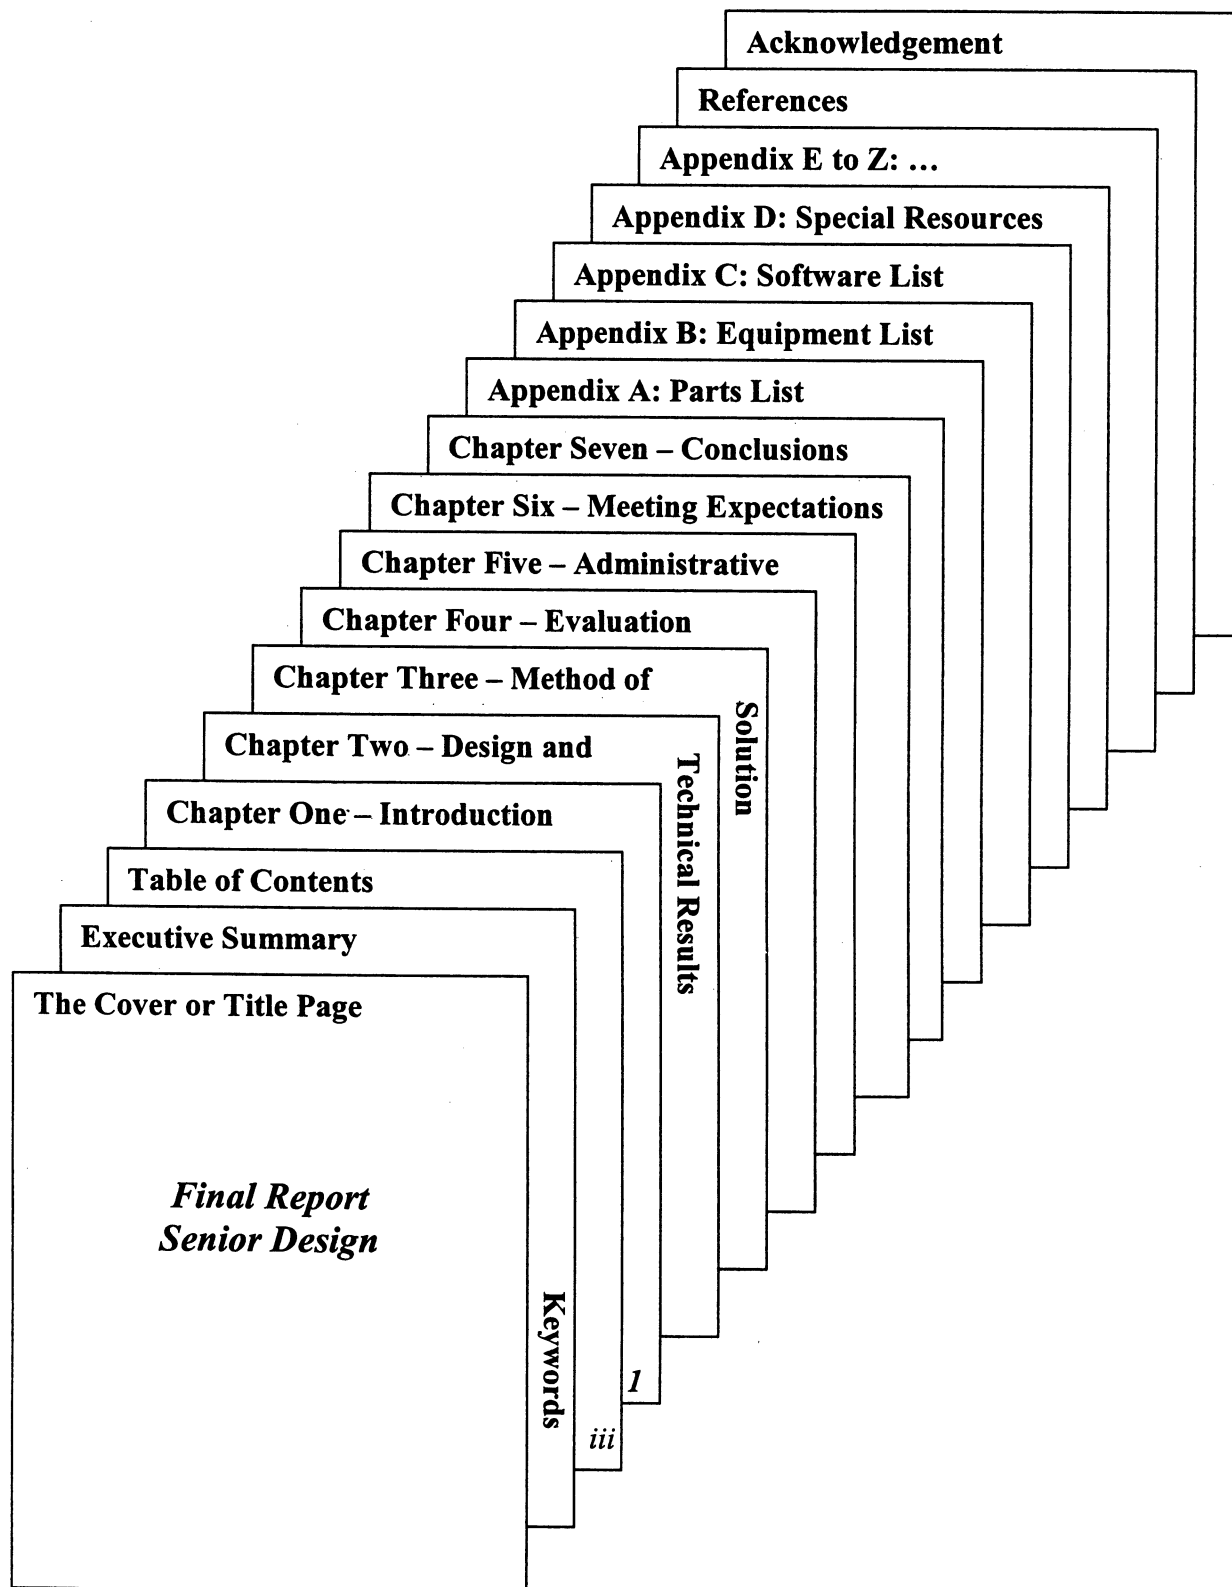 Acknowledgement
References
Appendix E to Z: …
Appendix D: Special Resources
Appendix C: Software List
Appendix B: Equipment List
Appendix A: Parts List
Chapter Seven – Conclusions
Chapter Six – Meeting Expectations
Chapter Five – Administrative
Chapter Four – Evaluation
Chapter Three – Method of
Solution
Chapter Two – Design and
Technical Results
Chapter One – Introduction
1
Table of Contents
iii
Executive Summary
Keywords
The Cover or Title Page
Final Report
Senior Design